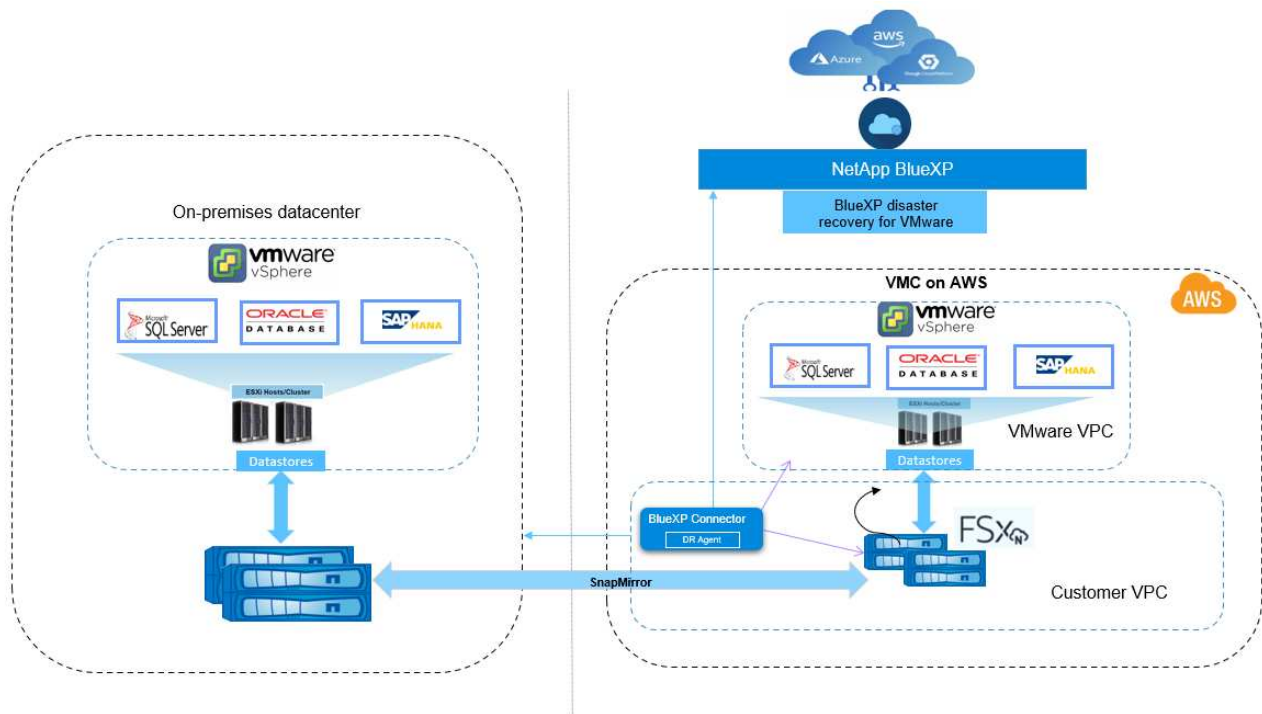 Azure
aws
Google Cloud Platform
NetApp BlueXP
BlueXP disaster
recovery for VMware
On-premises datacenter
vmware
vSphere
Microsoft
SQL Server
ORACLE
DATABASE
SAP HANA
ESXi Hosts/Cluster
Datastores
VMC on AWS
AWS
vmware
vSphere
Microsoft
SQL Server
ORACLE
DATABASE
SAP HANA
ESXi Hosts/Cluster
VMware VPC
Datastores
BlueXP Connector
DR Agent
FSx
N
SnapMirror
Customer VPC